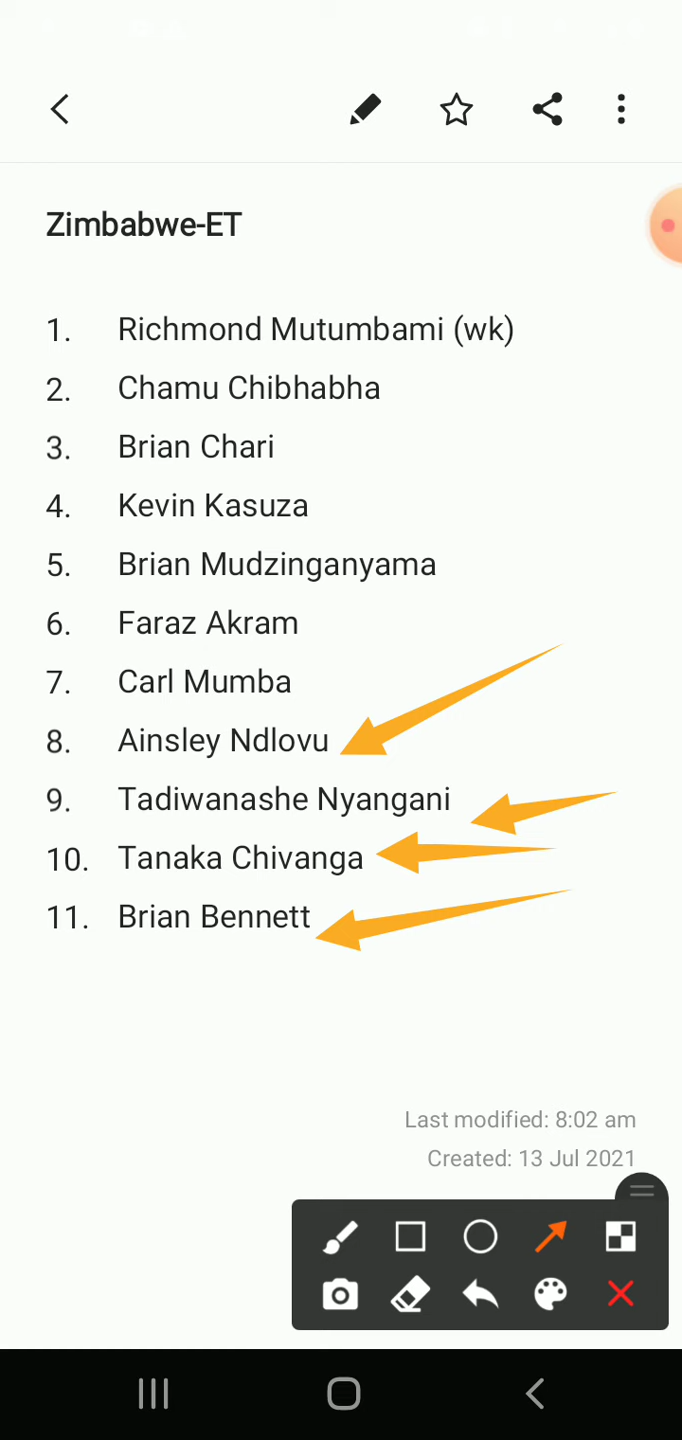 Zimbabwe-ET
1. Richmond Mutumbami (wk)
2. Chamu Chibhabha
3. Brian Chari
4. Kevin Kasuza
5. Brian Mudzinganyama
6. Faraz Akram
7. Carl Mumba
8. Ainsley Ndlovu
9. Tadiwanashe Nyangani
10. Tanaka Chivanga
11. Brian Bennett
Last modified: 8:02 am
Created: 13 Jul 2021